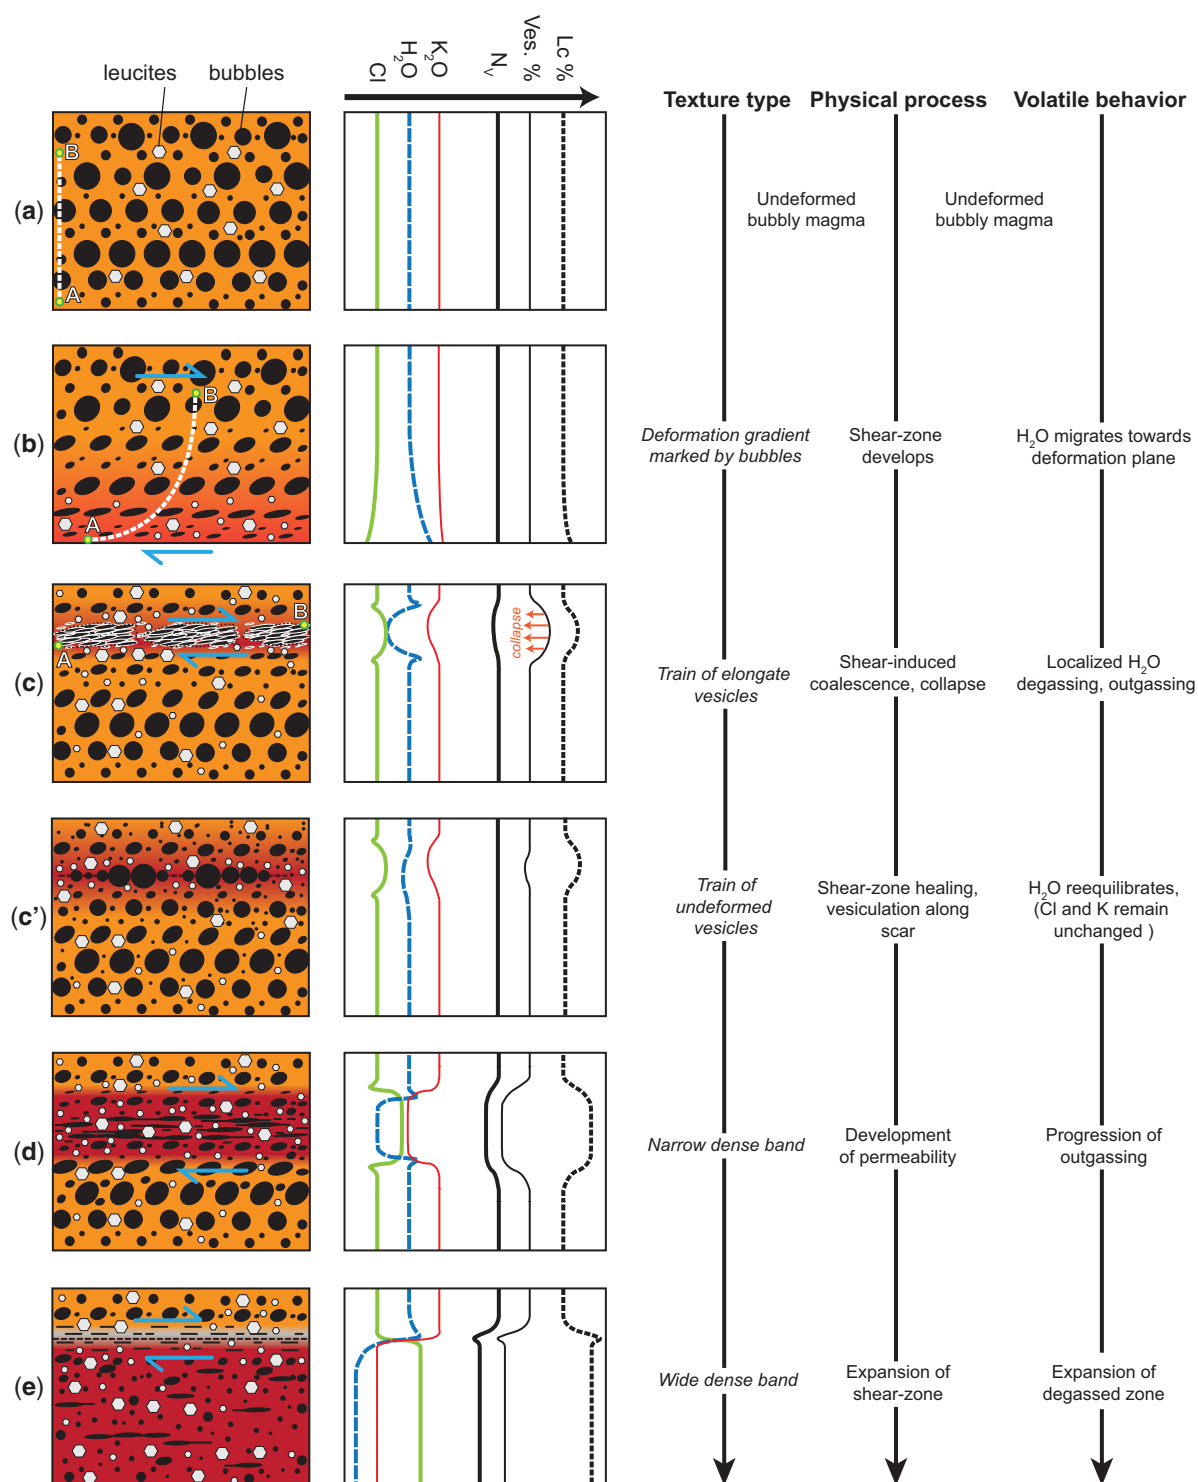 leucites
bubbles
Cl
H2O
K2O
Nv
Ves. %
Lc %
Texture type
Physical process
Volatile behavior
(a)
B
A
Undeformed
bubbly magma
Undeformed
bubbly magma
(b)
B
A
Deformation gradient
marked by bubbles
Shear-zone
develops
H2O migrates towards
deformation plane
(c)
B
A
collapse
Train of elongate
vesicles
Shear-induced
coalescence, collapse
Localized H2O
degassing, outgassing
(c')
Train of
undeformed
vesicles
Shear-zone healing,
vesiculation along
scar
H2O reequilibrates,
(Cl and K remain
unchanged )
(d)
Narrow dense band
Development
of permeability
Progression of
outgassing
(e)
Wide dense band
Expansion of
shear-zone
Expansion of
degassed zone